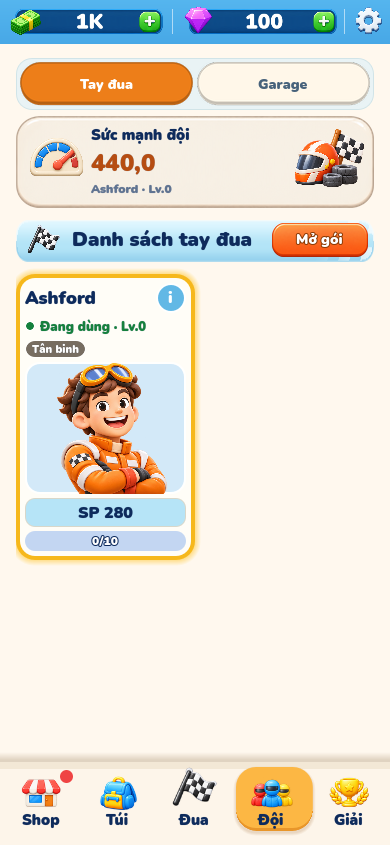 1K
100
Tay đua
Garage
Sức mạnh đội
440,0
Ashford · Lv.0
Danh sách tay đua
Mở gói
Ashford
i
Đang dùng · Lv.0
Tân binh
SP 280
0/10
Shop
Túi
Đua
Đội
Giải